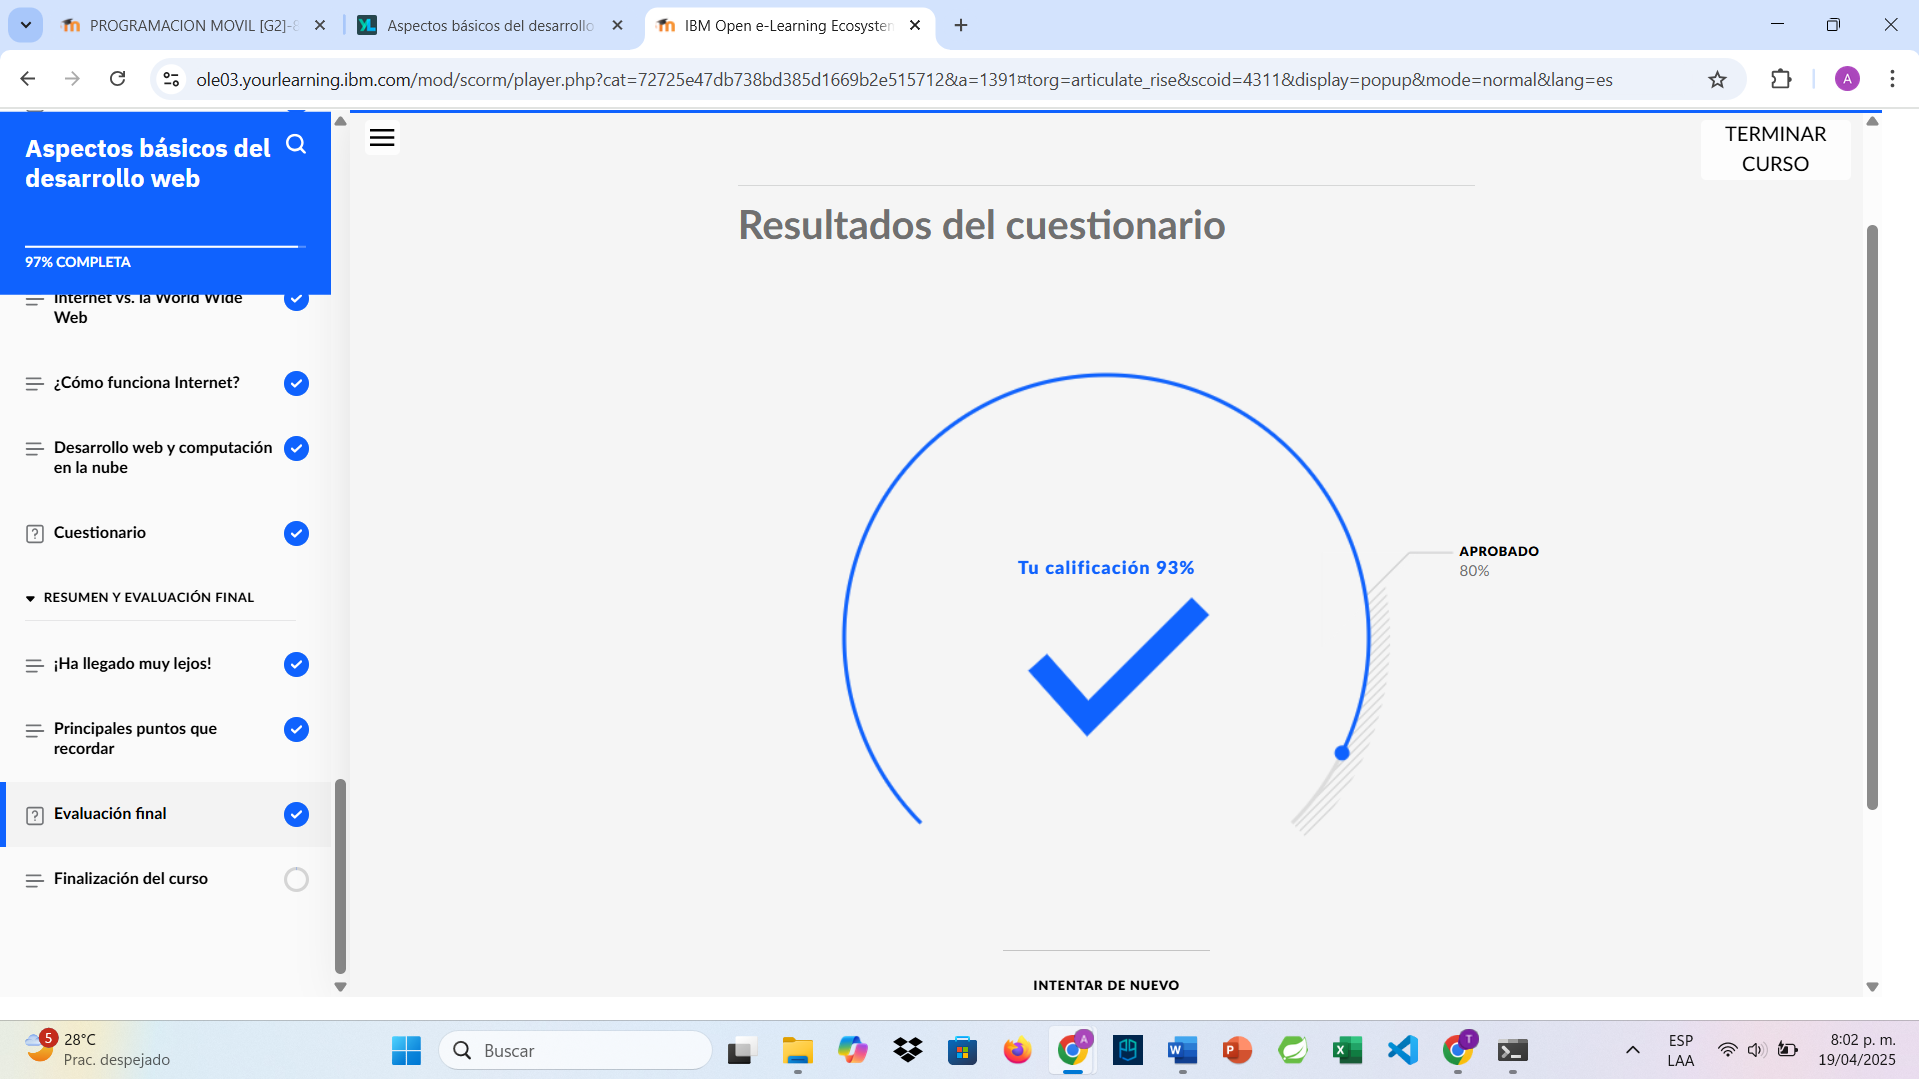 PROGRAMACION MOVIL [G2]-8
Aspectos básicos del desarrollo
IBM Open e-Learning Ecosystem
ole03.yourlearning.ibm.com/mod/scorm/player.php?cat=72725e47db738bd385d1669b2e515712&a=1391¤torg=articulate_rise&scoid=4311&display=popup&mode=normal&lang=es
A
Aspectos básicos del
desarrollo web
97% COMPLETA
Internet vs. la World Wide
Web
¿Cómo funciona Internet?
Desarrollo web y computación
en la nube
Cuestionario
RESUMEN Y EVALUACIÓN FINAL
¡Ha llegado muy lejos!
Principales puntos que
recordar
Evaluación final
Finalización del curso
TERMINAR
CURSO
Resultados del cuestionario
Tu calificación 93%
APROBADO
80%
INTENTAR DE NUEVO
5
28°C
Prac. despejado
Buscar
A
T
ESP
LAA
8:02 p. m.
19/04/2025